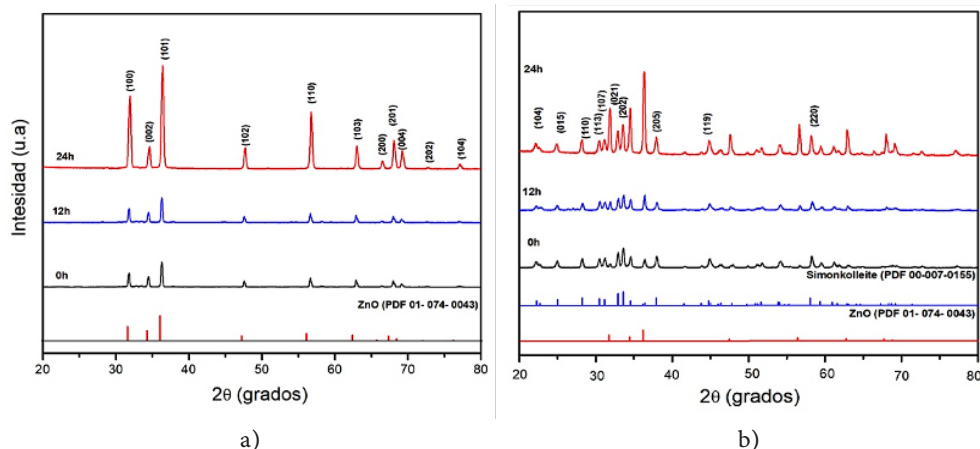 (100)
(002)
(101)
(102)
(110)
(103)
(200)
(201)
(004)
(202)
(104)
24h
12h
0h
ZnO (PDF 01- 074- 0043)
Intesidad (u.a)
20 30 40 50 60 70 80
2θ (grados)
a)
24h
(104)
(015)
(110)
(113)
(107)
(021)
(202)
(205)
(119)
(220)
12h
0h
Simonkolleite (PDF 00-007-0155)
ZnO (PDF 01- 074- 0043)
20 30 40 50 60 70 80
2θ (grados)
b)